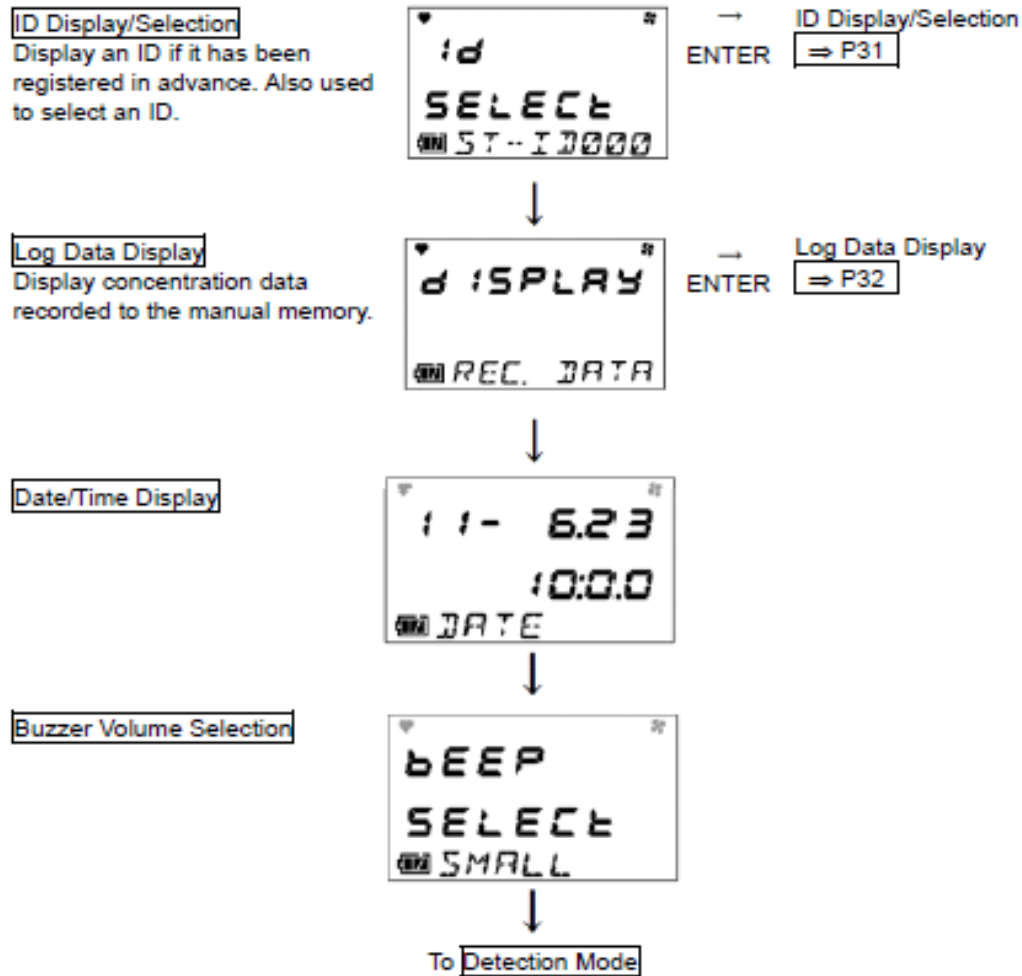 ID Display/Selection
Display an ID if it has been
registered in advance. Also used
to select an ID.
id
SELECt
ST--ID000
→
ENTER
ID Display/Selection
⇒ P31
↓
Log Data Display
Display concentration data
recorded to the manual memory.
dISPLAY
REC. DATA
→
ENTER
Log Data Display
⇒ P32
↓
Date/Time Display
11- 6.23
10:0.0
DATE
↓
Buzzer Volume Selection
bEEP
SELECt
SMALL
↓
To Detection Mode